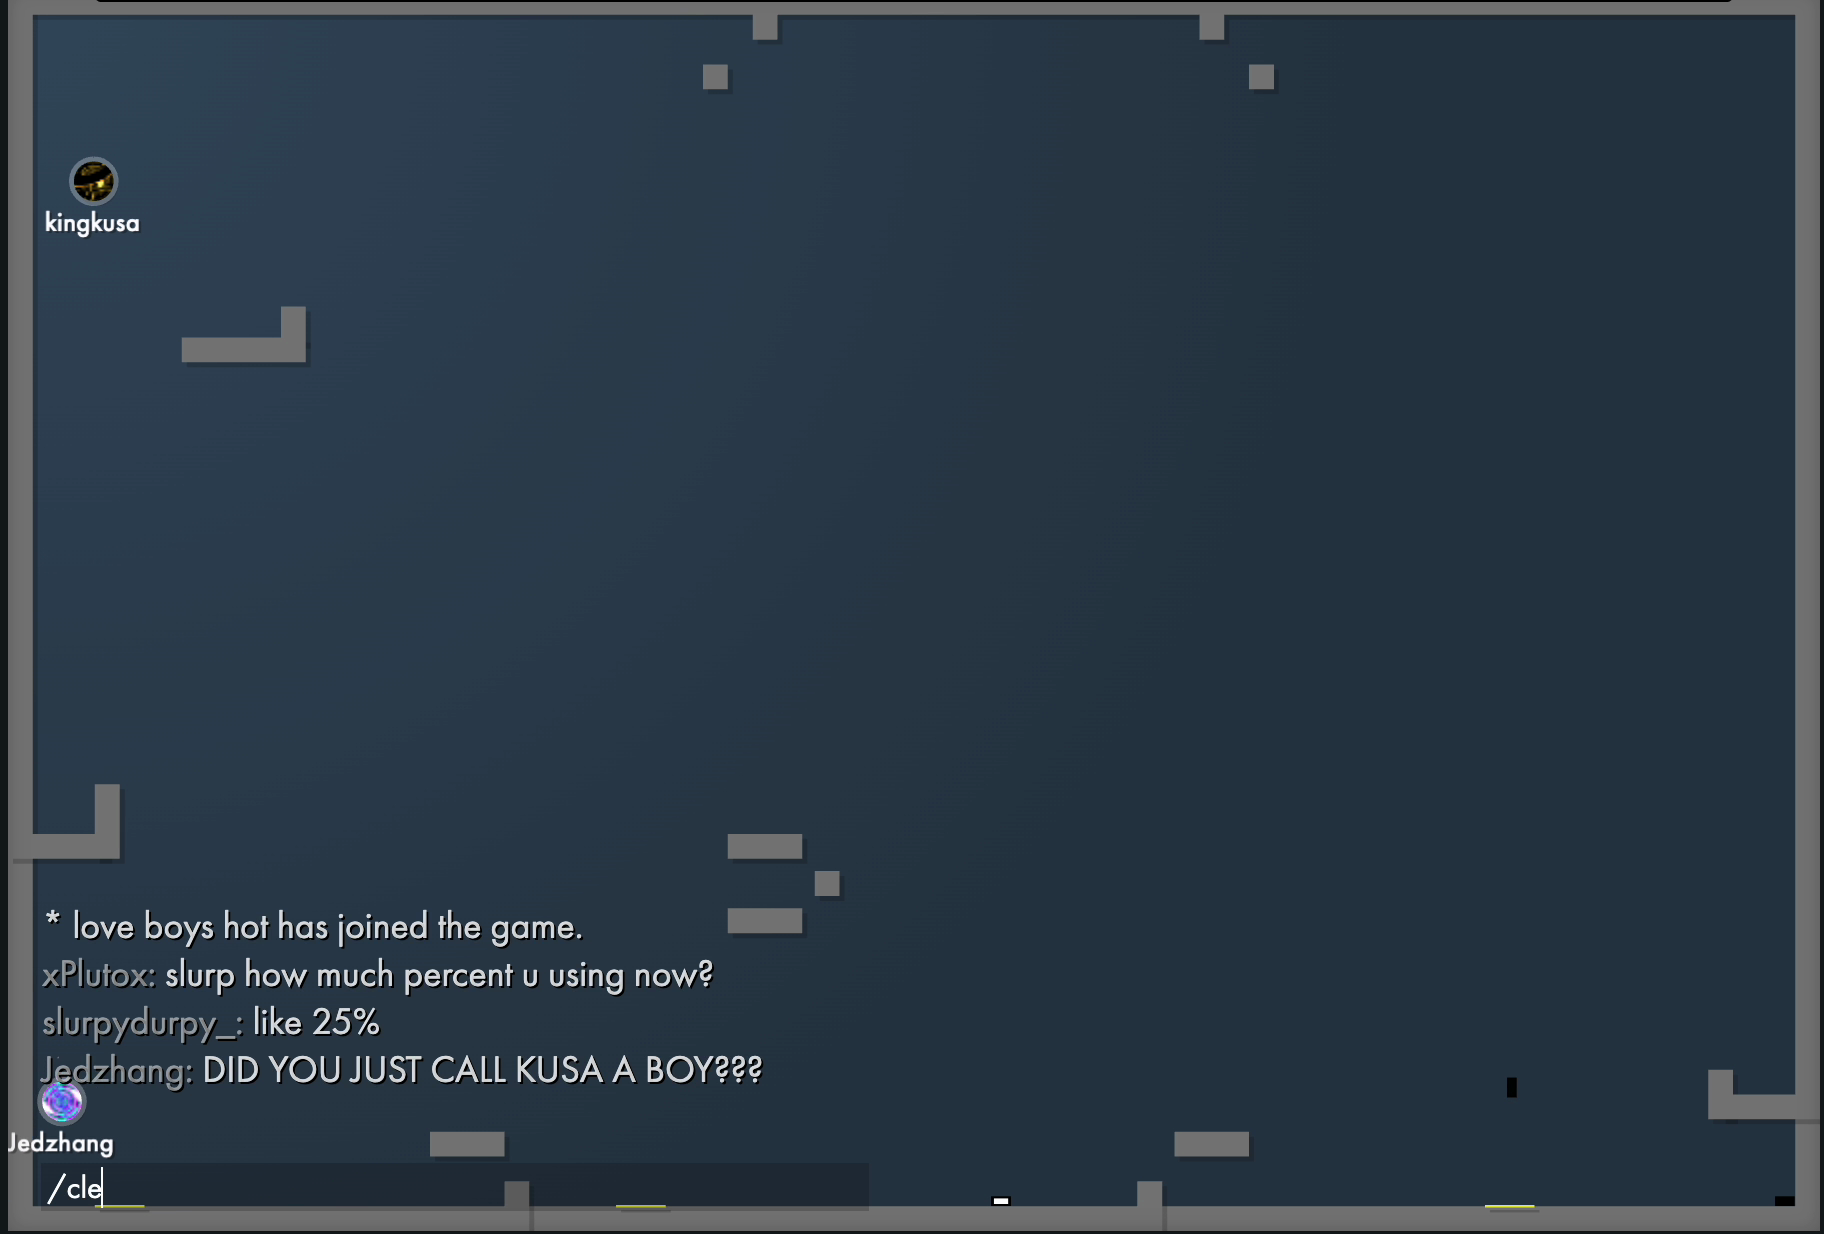 kingkusa
* love boys hot has joined the game.
xPlutox: slurp how much percent u using now?
slurpydurpy_: like 25%
Jedzhang: DID YOU JUST CALL KUSA A BOY???
Jedzhang
/cle